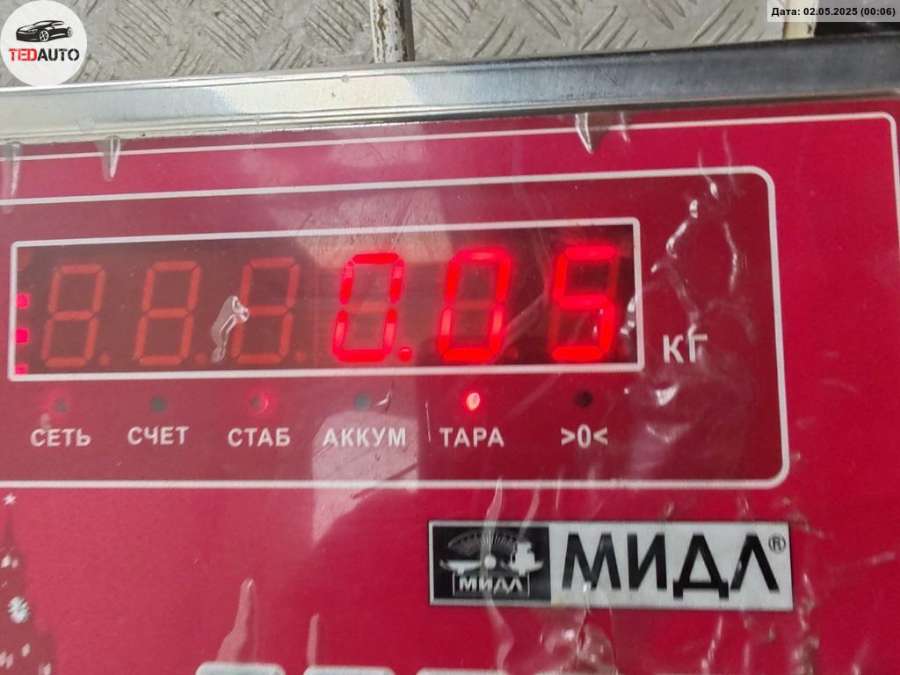 TEDAUTO
Дата: 02.05.2025 (00:06)
0.05
кг
СЕТЬ СЧЕТ СТАБ АККУМ ТАРА >0<
МИДЛ МИДЛ®